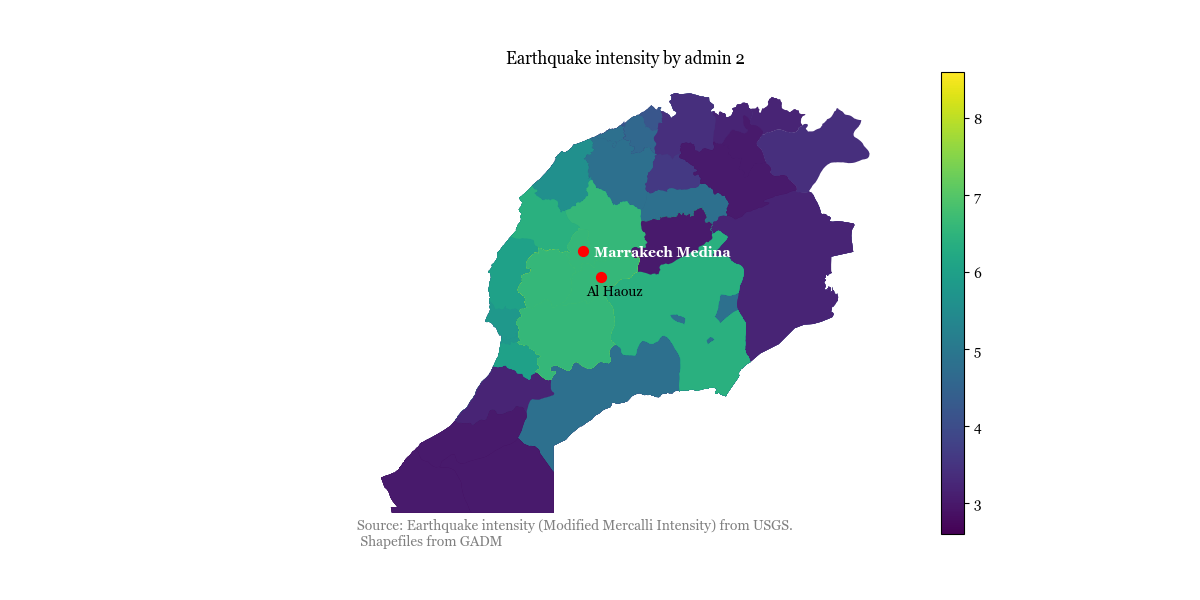 Earthquake intensity by admin 2
8
7
Marrakech Medina
6
Al Haouz
5
4
3
Source: Earthquake intensity (Modified Mercalli Intensity) from USGS.
Shapefiles from GADM